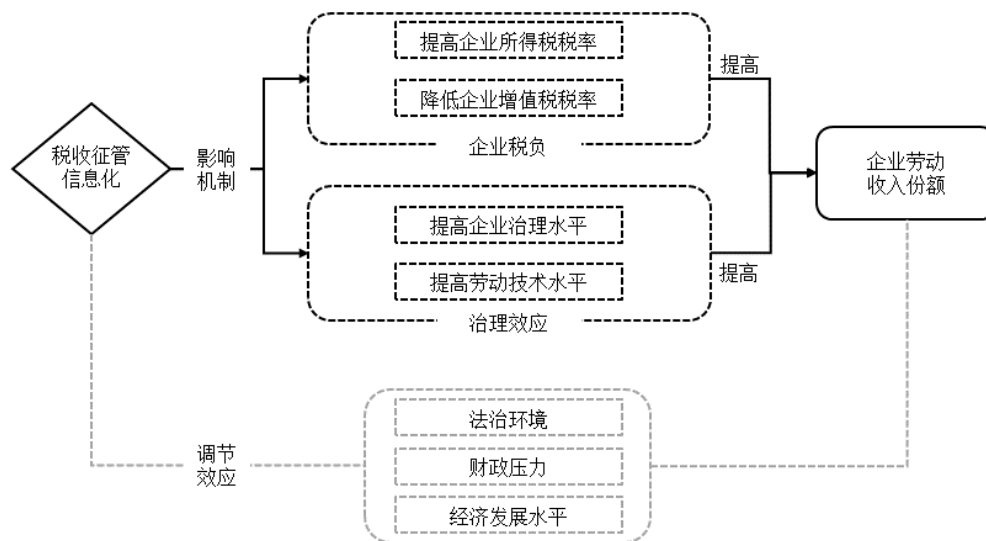 提高企业所得税税率
提高
降低企业增值税税率
企业税负
税收征管
信息化
影响
机制
企业劳动
收入份额
提高企业治理水平
提高劳动技术水平
提高
治理效应
法治环境
调节
效应
财政压力
经济发展水平